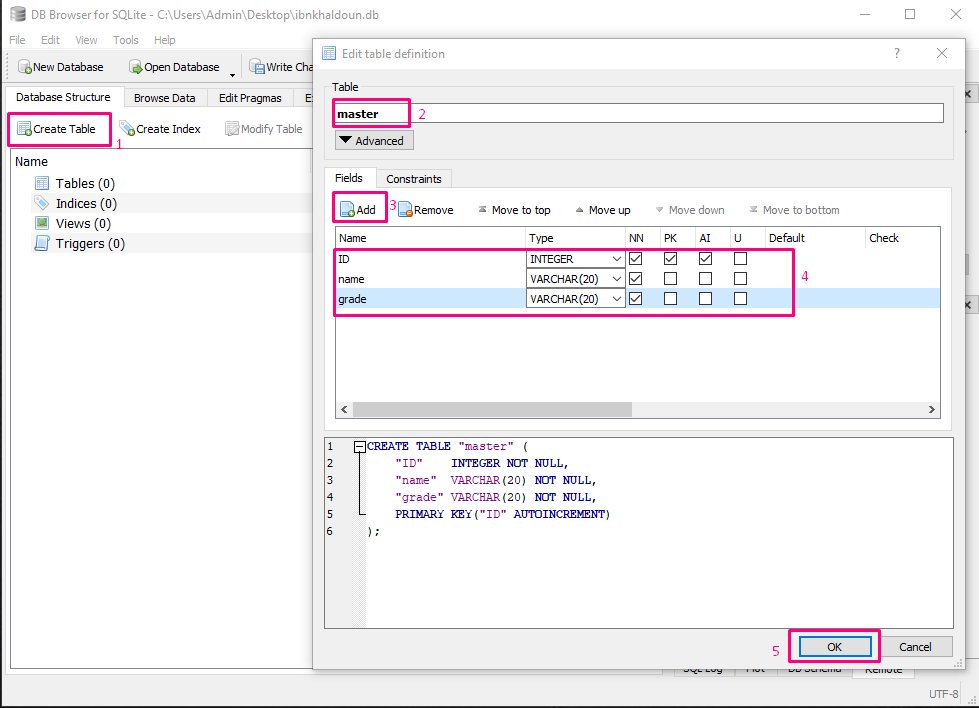 DB Browser for SQLite - C:\Users\Admin\Desktop\ibnkhaldoun.db
File Edit View Tools Help
New Database Open Database Write Cha
Database Structure Browse Data Edit Pragmas
Create Table 1 Create Index Modify Table
Name
Tables (0)
Indices (0)
Views (0)
Triggers (0)
Edit table definition ?
Table
master 2
Advanced
Fields Constraints
Add 3 Remove Move to top Move up Move down Move to bottom
Name Type NN PK AI U Default Check
ID INTEGER
name VARCHAR(20) 4
grade VARCHAR(20)
1 CREATE TABLE "master" (
2 "ID" INTEGER NOT NULL,
3 "name" VARCHAR(20) NOT NULL,
4 "grade" VARCHAR(20) NOT NULL,
5 PRIMARY KEY("ID" AUTOINCREMENT)
6 );
5 OK Cancel
SQL Log Plot DB Schema Remote
UTF-8